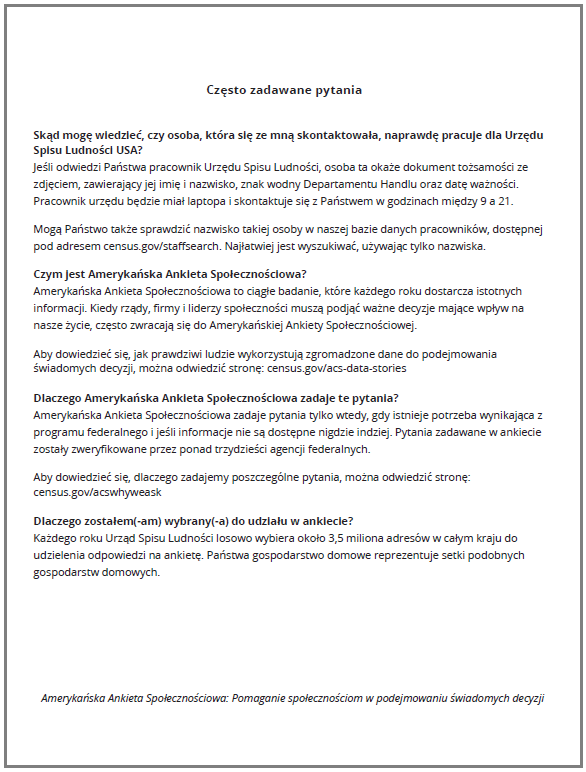 Często zadawane pytania
Skąd mogę wiedzieć, czy osoba, która się ze mną skontaktowała, naprawdę pracuje dla Urzędu
Spisu Ludności USA?
Jeśli odwiedzi Państwa pracownik Urzędu Spisu Ludności, osoba ta okaże dokument tożsamości ze
zdjęciem, zawierający jej imię i nazwisko, znak wodny Departamentu Handlu oraz datę ważności.
Pracownik urzędu będzie miał laptopa i skontaktuje się z Państwem w godzinach między 9 a 21.
Mogą Państwo także sprawdzić nazwisko takiej osoby w naszej bazie danych pracowników, dostępnej
pod adresem census.gov/staffsearch. Najłatwiej jest wyszukiwać, używając tylko nazwiska.
Czym jest Amerykańska Ankieta Społecznościowa?
Amerykańska Ankieta Społecznościowa to ciągłe badanie, które każdego roku dostarcza istotnych
informacji. Kiedy rządy, firmy i liderzy społeczności muszą podjąć ważne decyzje mające wpływ na
nasze życie, często zwracają się do Amerykańskiej Ankiety Społecznościowej.
Aby dowiedzieć się, jak prawdziwi ludzie wykorzystują zgromadzone dane do podejmowania
świadomych decyzji, można odwiedzić stronę: census.gov/acs-data-stories
Dlaczego Amerykańska Ankieta Społecznościowa zadaje te pytania?
Amerykańska Ankieta Społecznościowa zadaje pytania tylko wtedy, gdy istnieje potrzeba wynikająca z
programu federalnego i jeśli informacje nie są dostępne nigdzie indziej. Pytania zadawane w ankiecie
zostały zweryfikowane przez ponad trzydzieści agencji federalnych.
Aby dowiedzieć się, dlaczego zadajemy poszczególne pytania, można odwiedzić stronę:
census.gov/acswhyweask
Dlaczego zostałem(-am) wybrany(-a) do udziału w ankiecie?
Każdego roku Urząd Spisu Ludności losowo wybiera około 3,5 miliona adresów w całym kraju do
udzielenia odpowiedzi na ankietę. Państwa gospodarstwo domowe reprezentuje setki podobnych
gospodarstw domowych.
Amerykańska Ankieta Społecznościowa: Pomaganie społecznościom w podejmowaniu świadomych decyzji